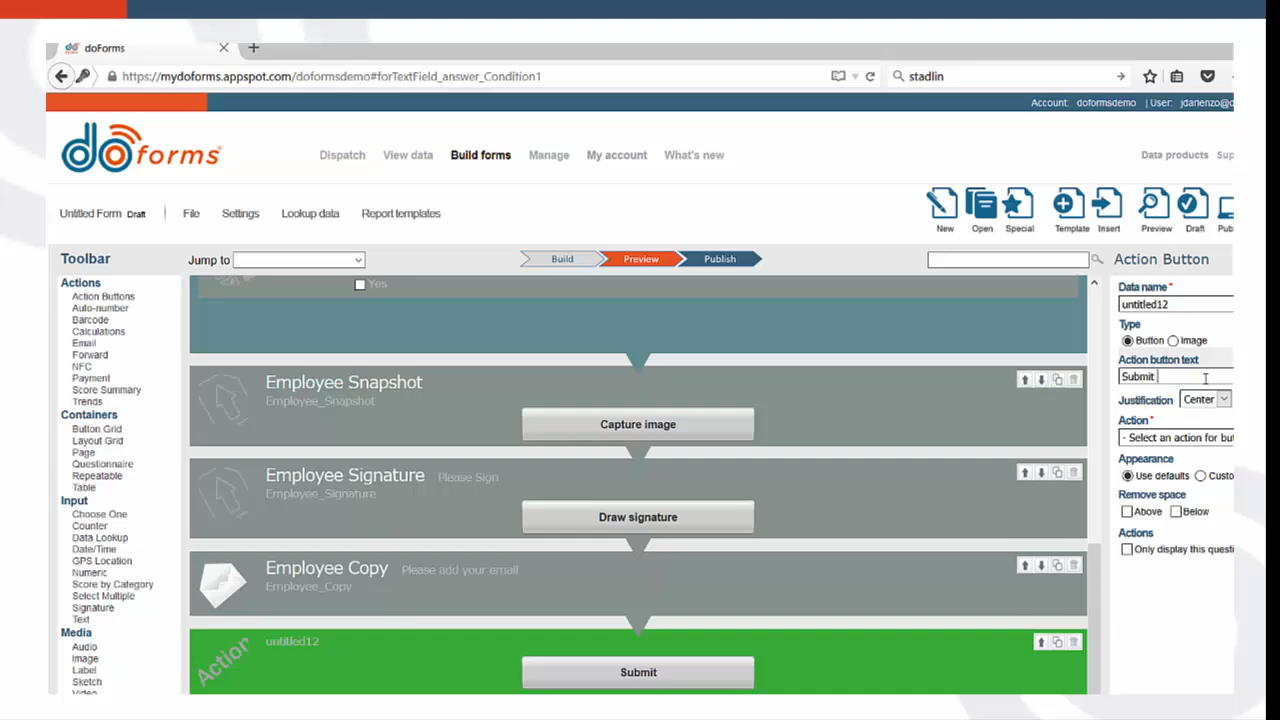 doForms
https://mydoforms.appspot.com/doformsdemo#forTextField_answer_Condition1
stadlin
Account: doformsdemo | User: jdarienzo@d
doforms
Dispatch View data Build forms Manage My account What's new
Data products Sup
Untitled Form Draft File Settings Lookup data Report templates
New Open Special Template Insert Preview Draft Pub
Toolbar
Jump to
Build Preview Publish
Action Button
Actions
Action Buttons
Auto-number
Barcode
Calculations
Email
Forward
NFC
Payment
Score Summary
Trends
Containers
Button Grid
Layout Grid
Page
Questionnaire
Repeatable
Table
Input
Choose One
Counter
Data Lookup
Date/Time
GPS Location
Numeric
Score by Category
Select Multiple
Signature
Text
Media
Audio
Image
Label
Sketch
Video
Yes
Employee Snapshot
Employee_Snapshot
Capture image
Employee Signature Please Sign
Employee_Signature
Draw signature
Employee Copy Please add your email
Employee_Copy
Action
untitled12
Submit
Data name*
untitled12
Type
Button Image
Action button text
Submit
Justification Center
Action*
- Select an action for but
Appearance
Use defaults Custo
Remove space
Above Below
Actions
Only display this questi